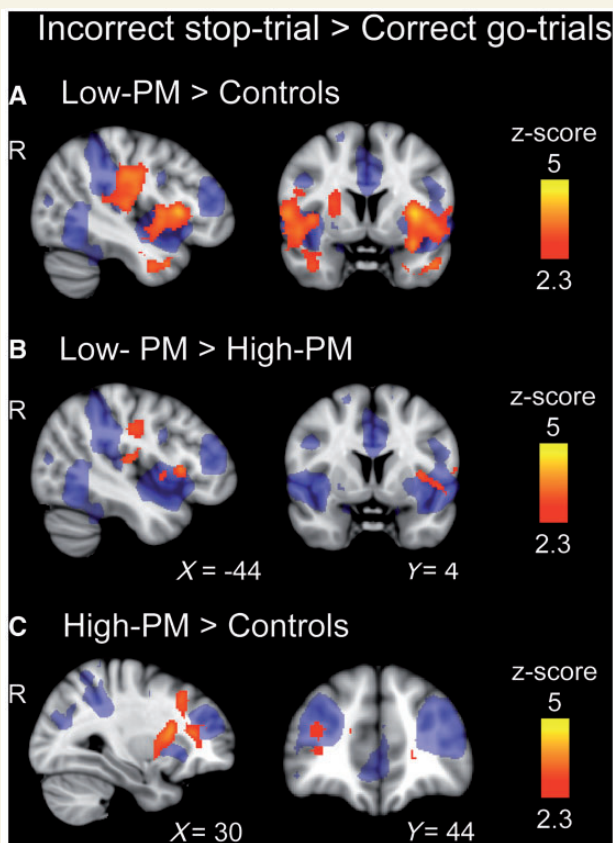 Incorrect stop-trial > Correct go-trials
A Low-PM > Controls
R
z-score
5
2.3
B Low- PM > High-PM
R
z-score
5
2.3
X = -44
Y= 4
C High-PM > Controls
R
z-score
5
2.3
X = 30
Y= 44